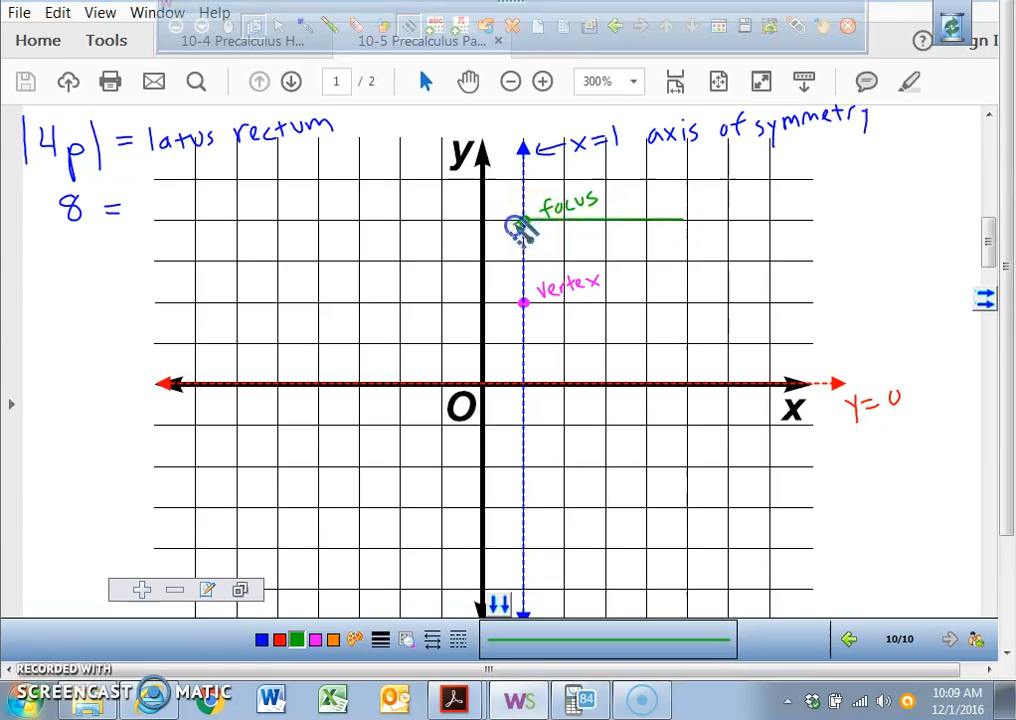 File Edit View Window Help
10-4 Precalculus H... 10-5 Precalculus Pa... ×
Home Tools
1 / 2 300%
|4p| = latus rectum
8 =
y
x=1 axis of symmetry
focus
vertex
O
x
y=0
10/10
RECORDED WITH
SCREENCAST MATIC
W WS 84
10:09 AM
12/1/2016